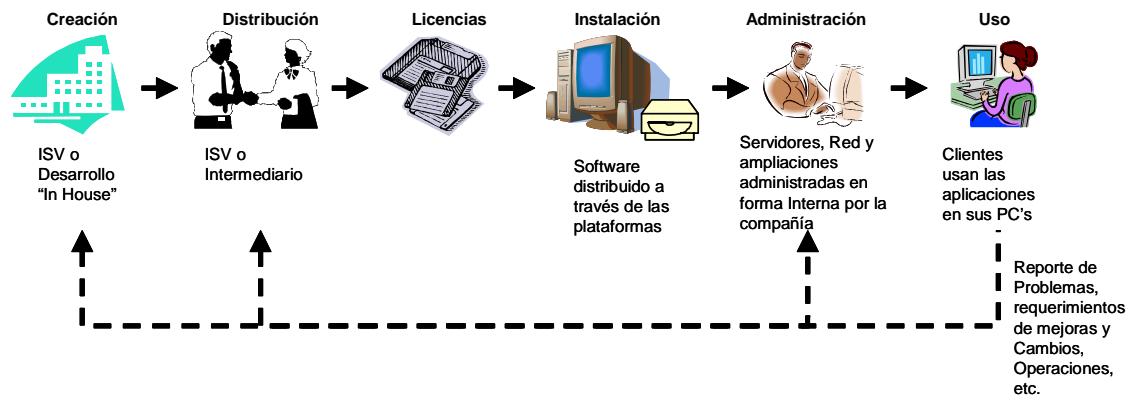 Creación
Distribución
Licencias
Instalación
Administración
Uso
ISV o
Desarrollo
“In House”
ISV o
Intermediario
Software
distribuido a
través de las
plataformas
Servidores, Red y
ampliaciones
administradas en
forma Interna por la
compañía
Clientes
usan las
aplicaciones
en sus PC’s
Reporte de
Problemas,
requerimientos
de mejoras y
Cambios,
Operaciones,
etc.